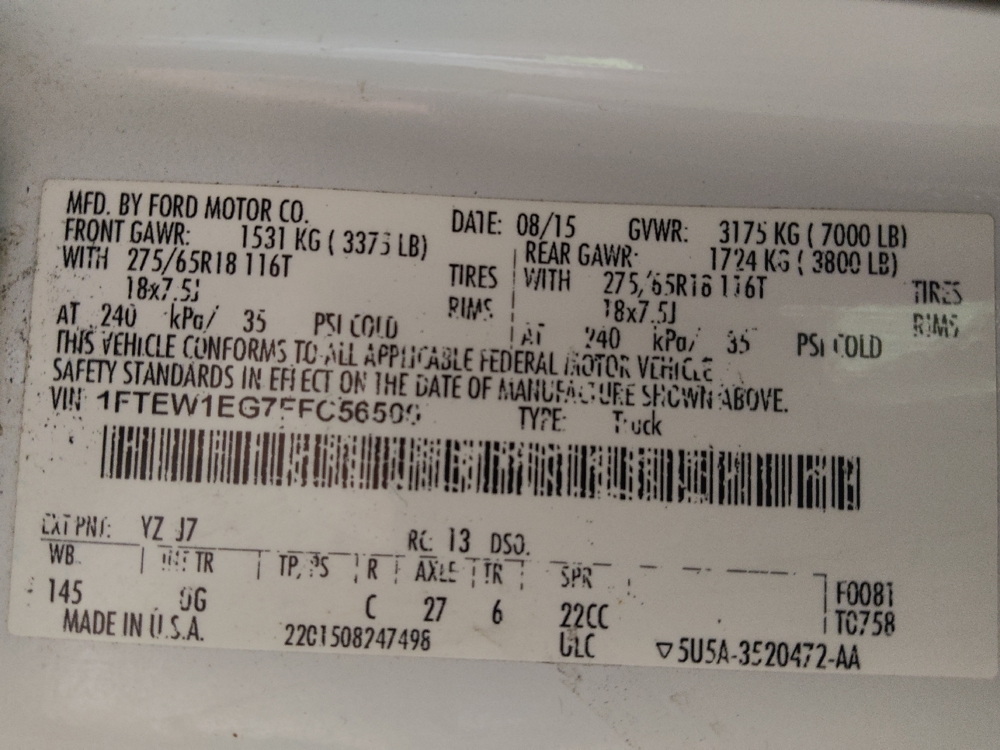 MFD. BY FORD MOTOR CO.
DATE: 08/15 GVWR: 3175 KG ( 7000 LB)
FRONT GAWR: 1531 KG ( 3375 LB)
REAR GAWR: 1724 KG ( 3800 LB)
WITH 275/65R18 116T TIRES
WITH 275/65R18 116T TIRES
18x7.5J RIMS
18x7.5J RIMS
AT 240 kPa/ 35 PSI COLD
AT 240 kPa/ 35 PSI COLD
THIS VEHICLE CONFORMS TO ALL APPLICABLE FEDERAL MOTOR VEHICLE
SAFETY STANDARDS IN EFFECT ON THE DATE OF MANUFACTURE SHOWN ABOVE.
VIN: TYPE: Truck
EXT PNT: YZ J7 RC: 13 DSO:
WB TR TP/PS R AXLE TR SPR
145 C 27 6 22CC
F0081
T0758
MADE IN U.S.A. 2201508247498 ▽5U5A-3520472-AA